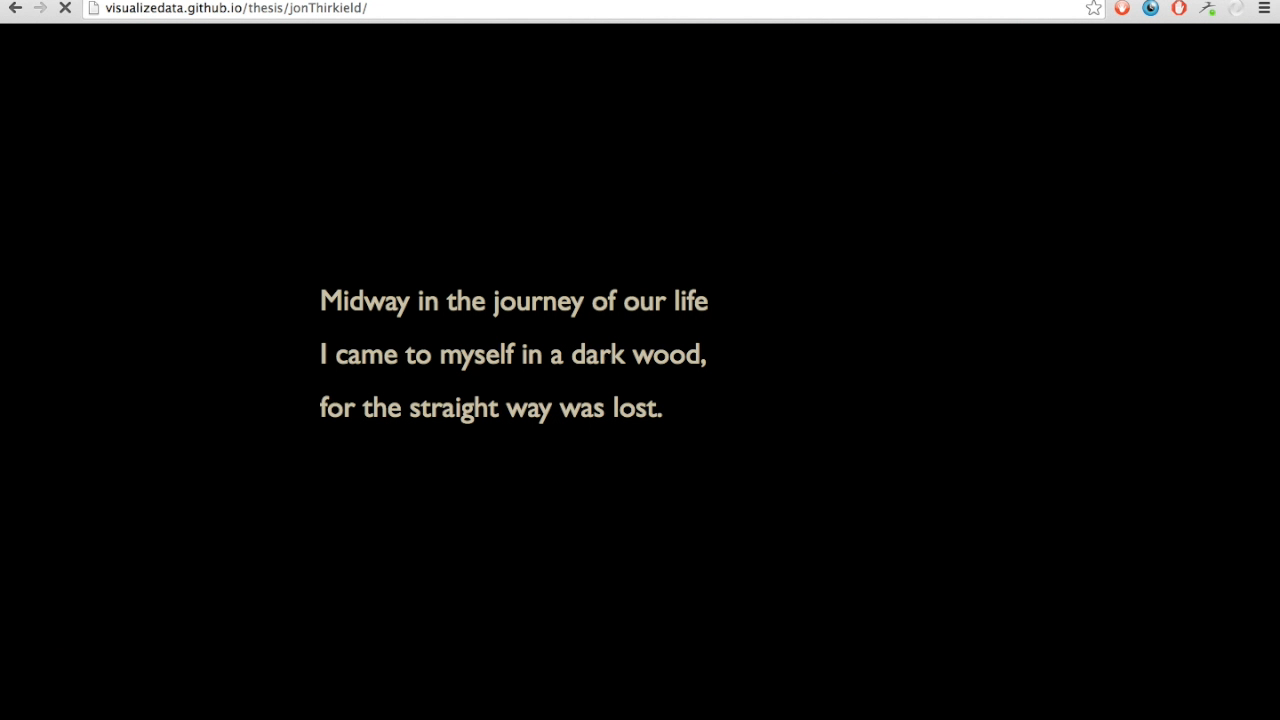 visualizedata.github.io/thesis/jonThirkield/
Midway in the journey of our life
I came to myself in a dark wood,
for the straight way was lost.